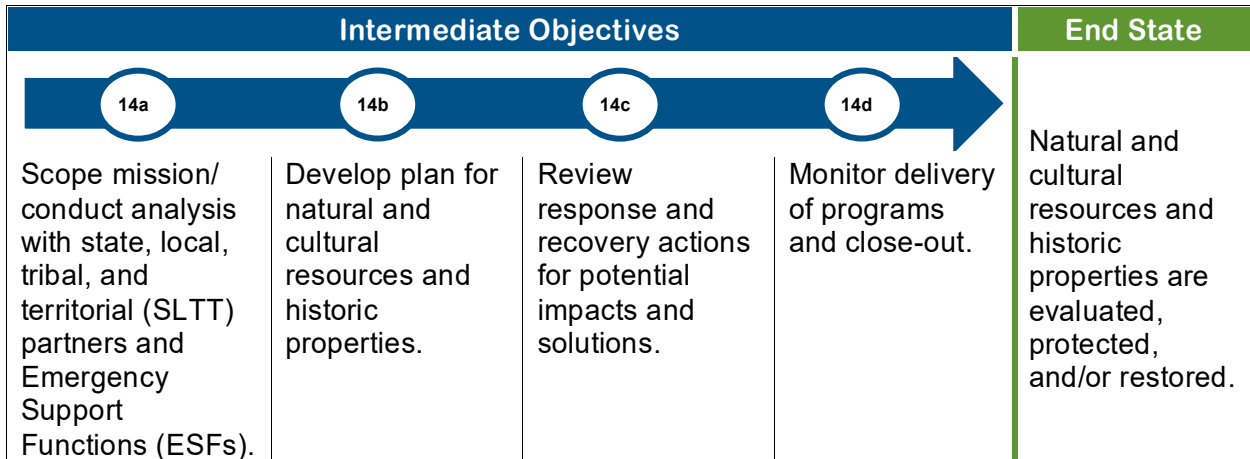 Intermediate Objectives
End State
14a
14b
14c
14d
Scope mission/
conduct analysis
with state, local,
tribal, and
territorial (SLTT)
partners and
Emergency
Support
Functions (ESFs).
Develop plan for
natural and
cultural
resources and
historic
properties.
Review
response and
recovery actions
for potential
impacts and
solutions.
Monitor delivery
of programs
and close-out.
Natural and
cultural
resources and
historic
properties are
evaluated,
protected,
and/or restored.